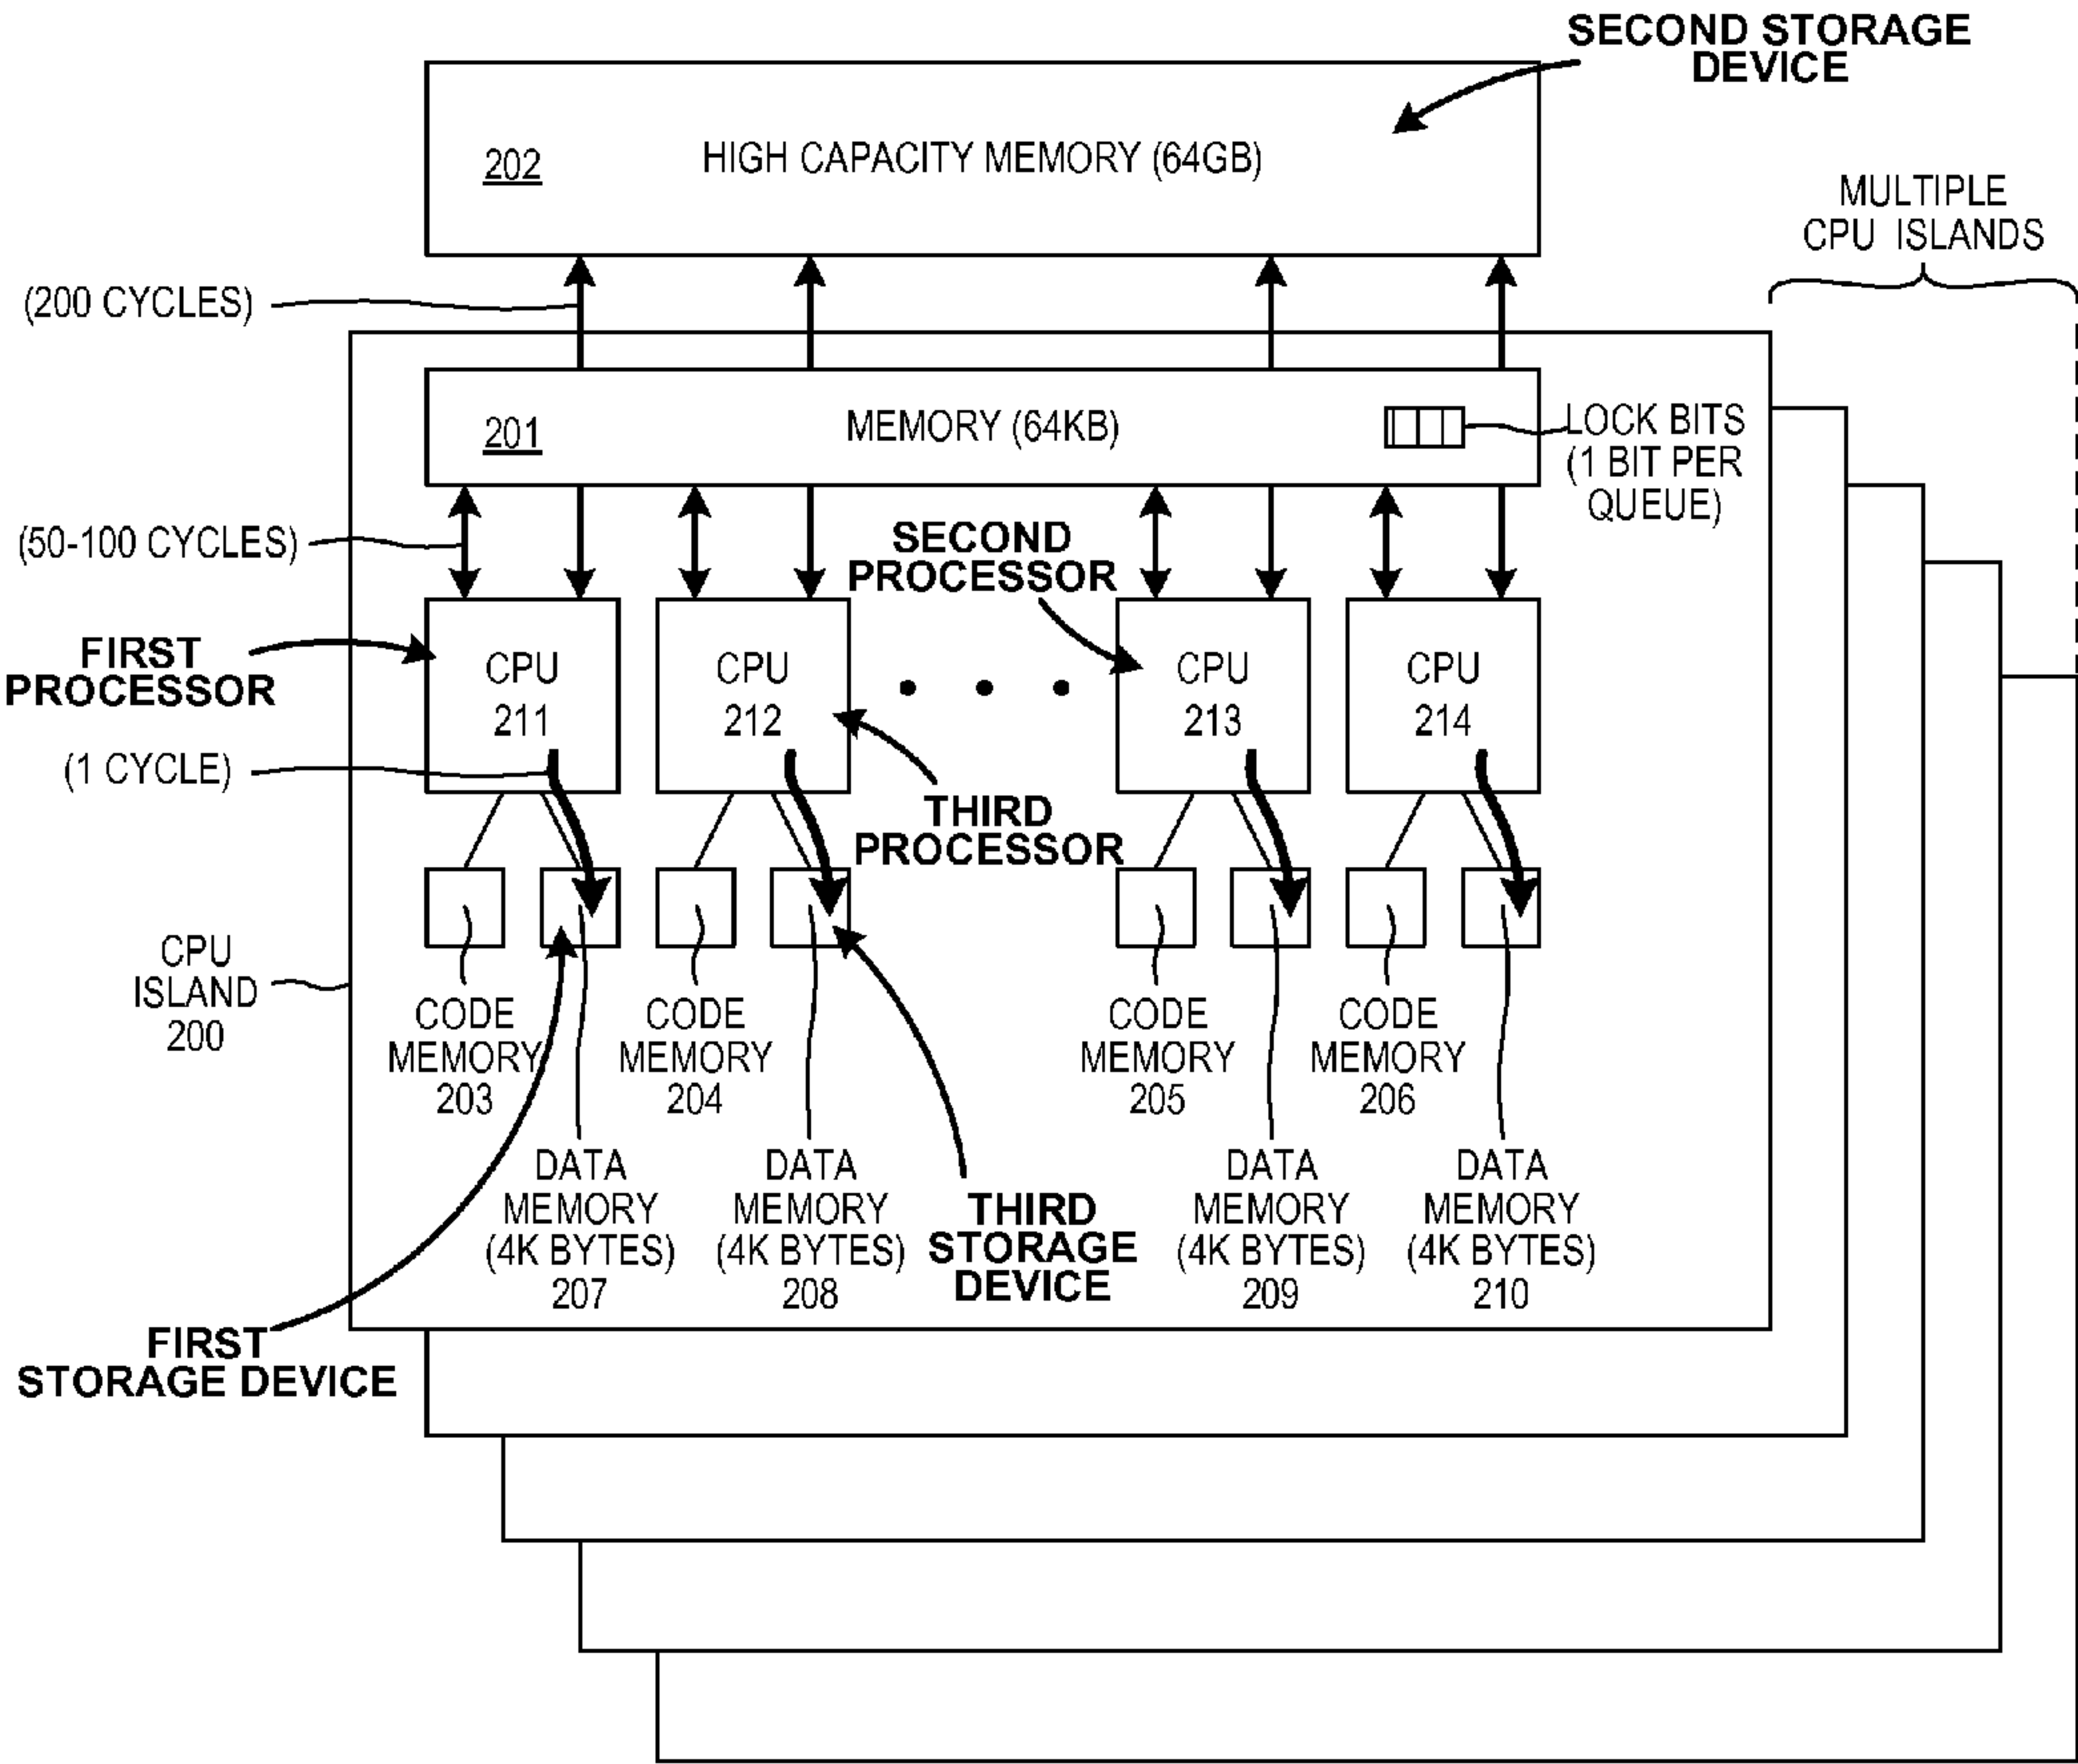 SECOND STORAGE
DEVICE
202
HIGH CAPACITY MEMORY (64GB)
MULTIPLE
CPU ISLANDS
(200 CYCLES)
201
MEMORY (64KB)
LOCK BITS
(1 BIT PER
QUEUE)
(50-100 CYCLES)
SECOND
PROCESSOR
FIRST
PROCESSOR
CPU
211
CPU
212
CPU
213
CPU
214
(1 CYCLE)
THIRD
PROCESSOR
CPU
ISLAND
200
CODE
MEMORY
203
CODE
MEMORY
204
CODE
MEMORY
205
CODE
MEMORY
206
DATA
MEMORY
(4K BYTES)
207
DATA
MEMORY
(4K BYTES)
208
THIRD
STORAGE
DEVICE
DATA
MEMORY
(4K BYTES)
209
DATA
MEMORY
(4K BYTES)
210
FIRST
STORAGE DEVICE